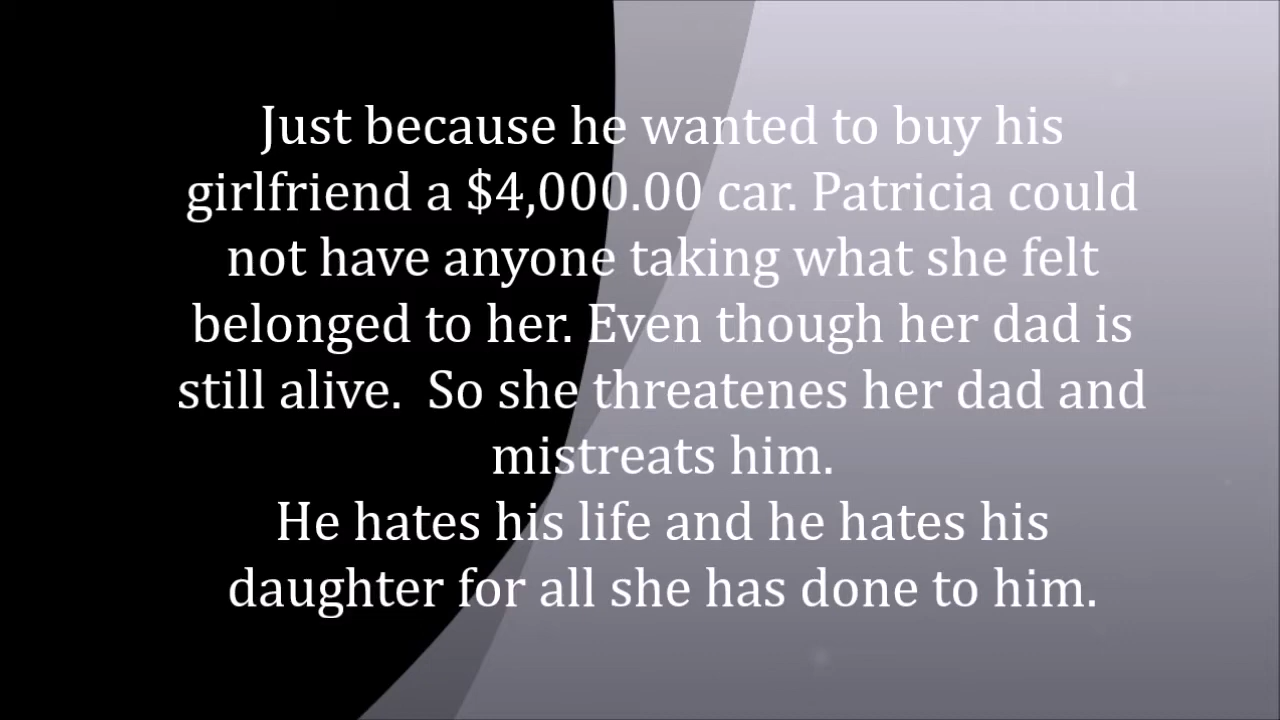 Just because he wanted to buy his
girlfriend a $4,000.00 car. Patricia could
not have anyone taking what she felt
belonged to her. Even though her dad is
still alive.  So she threatenes her dad and
mistreats him.
He hates his life and he hates his
daughter for all she has done to him.